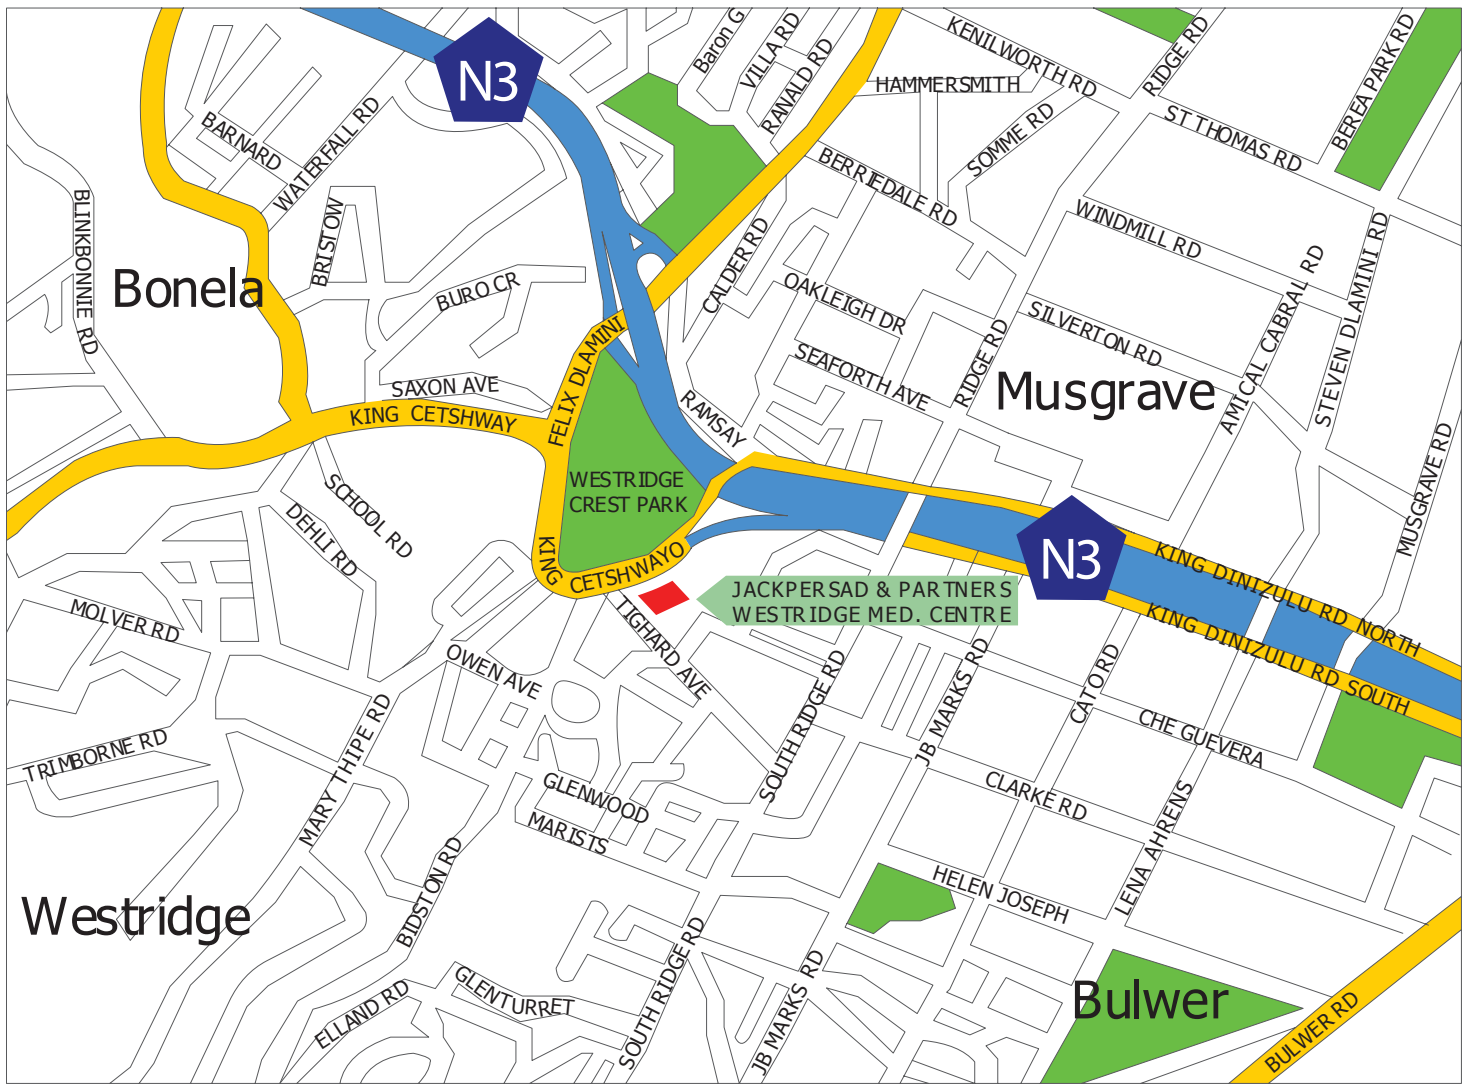 Baron G
VILLA RD
RANALD RD
KENILWORTH RD
RIDGE RD
BEREA PARK RD
N3
HAMMERSMITH
SOMME RD
ST THOMAS RD
BARNARD
WATERFALL RD
BERRIEDALE RD
BLINKBONNIE RD
BRISTOW
WINDMILL RD
CALDER RD
Bonela
BURO CR
OAKLEIGH DR
SILVERTON RD
AMICAL CABRAL RD
STEVEN DLAMINI RD
FELIX DLAMINI
SEAFORTH AVE
RIDGE RD
Musgrave
SAXON AVE
KING CETSHWAY
RAMSAY
MUSGRAVE RD
WESTRIDGE
CREST PARK
SCHOOL RD
DEHLI RD
KING CETSHWAYO
N3
KING DINIZULU RD NORTH
KING DINIZULU RD SOUTH
JACKPERSAD & PARTNERS
WESTRIDGE MED. CENTRE
MOLVER RD
TIGHARD AVE
OWEN AVE
SOUTH RIDGE RD
JB MARKS RD
CATO RD
CHE GUEVERA
TRIMBORNE RD
MARY THIPE RD
GLENWOOD
MARISTS
CLARKE RD
LENA AHRENS
BIDSTON RD
HELEN JOSEPH
Westridge
SOUTH RIDGE RD
JB MARKS RD
ELLAND RD
GLENTURRET
Bulwer
BULWER RD